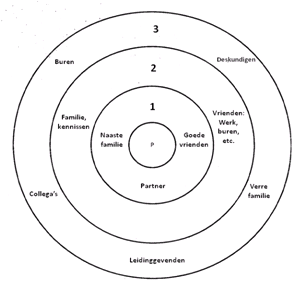 3
Buren
Deskundigen
2
Familie,
kennissen
1
Vrienden:
Werk,
buren,
etc.
Naaste
familie
P
Goede
vrienden
Partner
Collega's
Verre
familie
Leidinggevenden